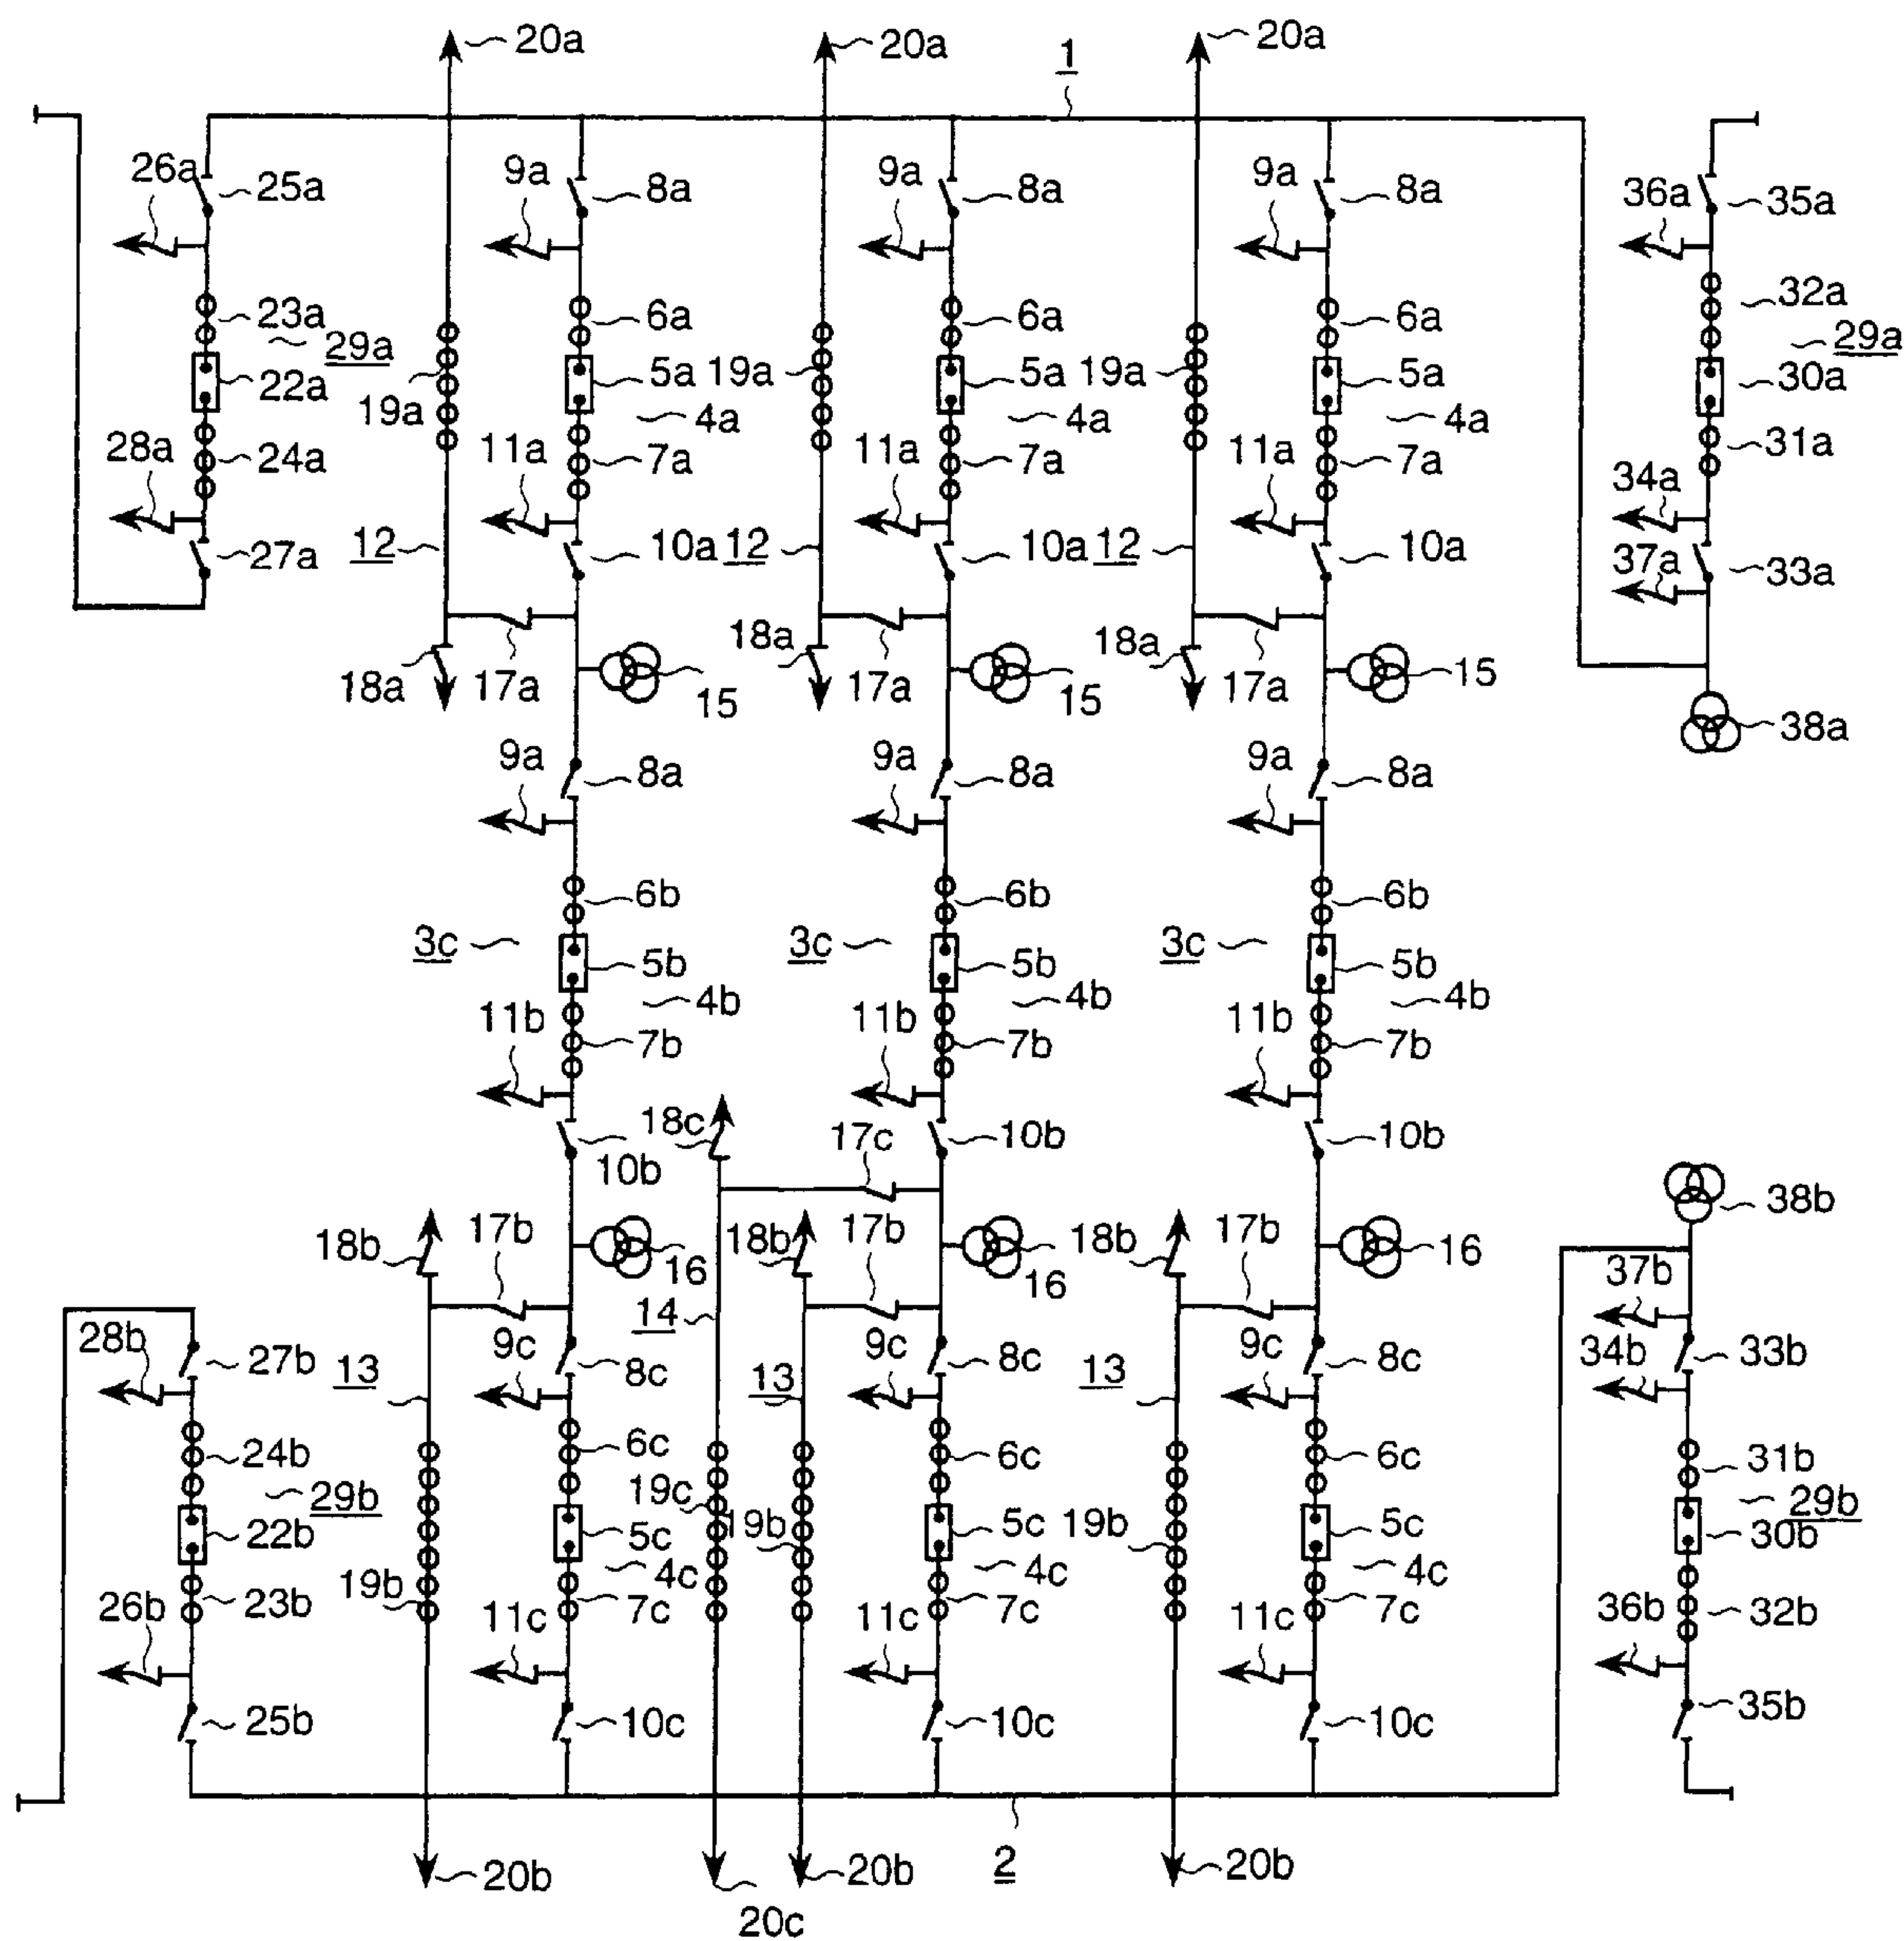 20a 20a 20a
1
26a 25a 9a 8a 9a 8a 9a 8a 36a 35a
23a 6a 6a 6a 32a
29a 29a
22a 5a 19a 5a 19a 5a 30a
19a 4a 4a 4a
28a 24a 11a 7a 11a 7a 11a 7a 34a 31a
12 10a 12 10a 12 10a
27a 37a 33a
18a 17a 15 18a 17a 15 18a 17a 15
38a
9a 8a 9a 8a 9a 8a
6b 6b 6b
3c 5b 3c 5b 3c 5b
4b 4b 4b
11b 7b 11b 7b 11b 7b
18c 17c 10b 10b
10b
38b
18b 17b 16 18b 17b 16 18b 17b 16
14 37b
28b 27b 13 9c 8c 13 9c 8c 13 9c 8c 34b 33b
24b 6c 6c 6c 31b
29b 19c 29b
22b 5c 19b 5c 19b 5c 30b
19b 4c 4c 4c
26b 23b 11c 7c 11c 7c 11c 7c 36b 32b
25b 10c 10c 10c 35b
20b 20b 2 20b
20c